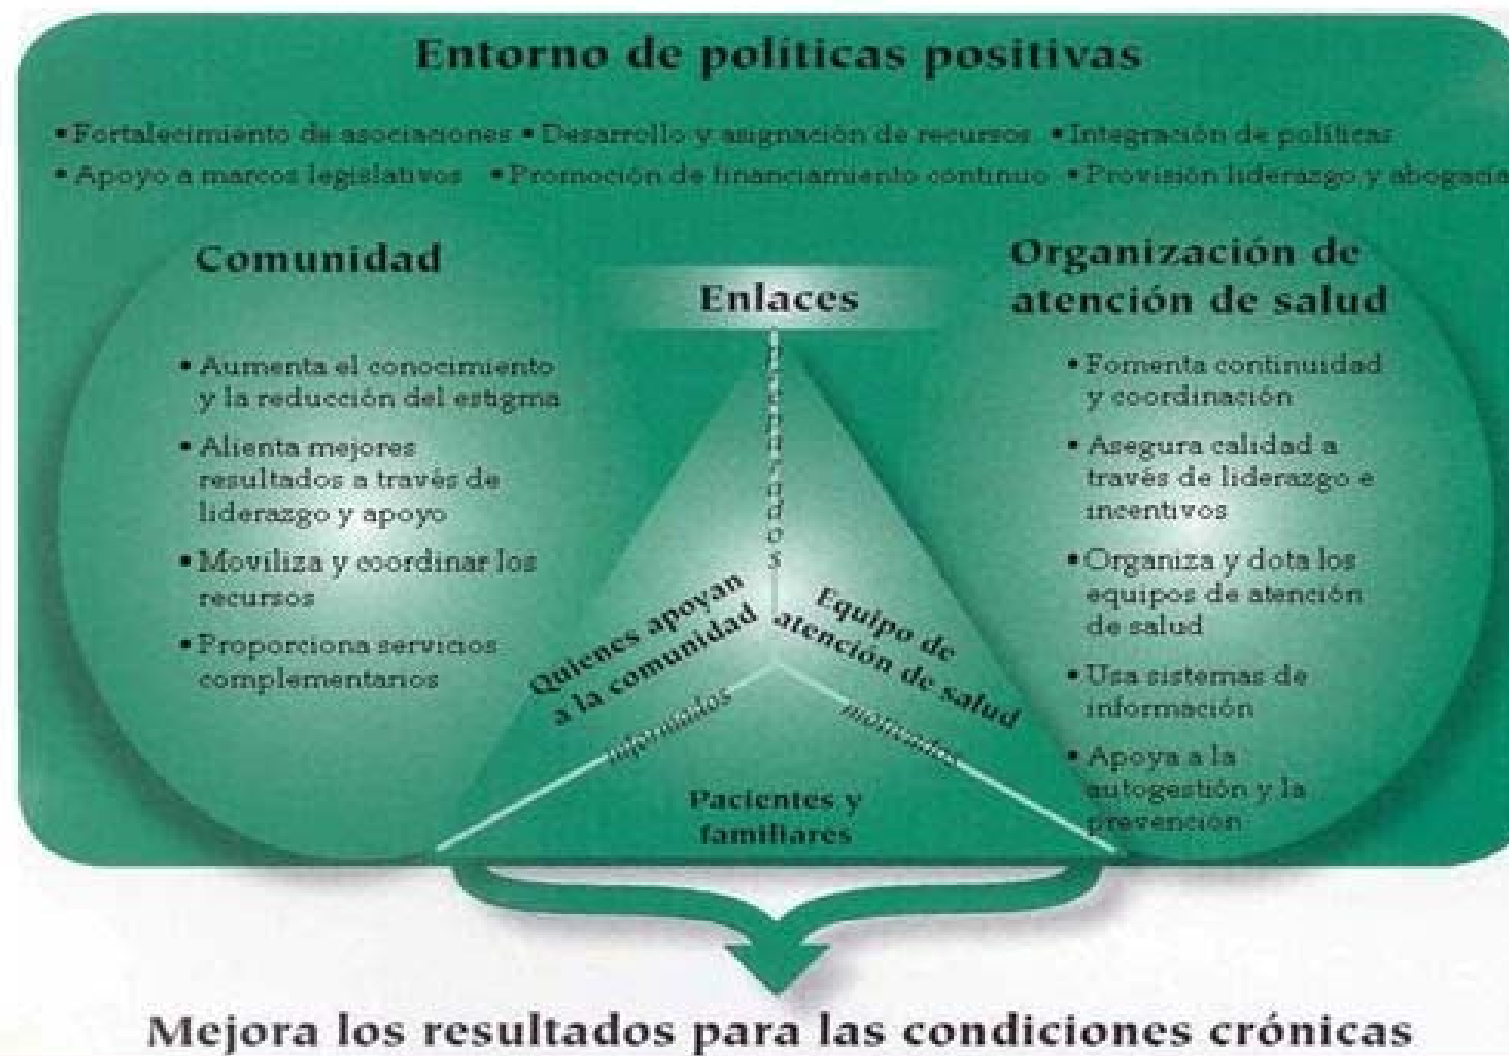 Entorno de políticas positivas
▪ Fortalecimiento de asociaciones ▪ Desarrollo y asignación de recursos ▪ Integración de políticas
▪ Apoyo a marcos legislativos ▪ Promoción de financiamiento continuo ▪ Provisión liderazgo y abogacía
Comunidad
▪ Aumenta el conocimiento
y la reducción del estigma
▪ Alienta mejores
resultados a través de
liderazgo y apoyo
▪ Moviliza y coordinar los
recursos
▪ Proporciona servicios
complementarios
Enlaces
preparados
Quienes apoyan
a la comunidad
informados
Equipo de
atención de salud
motivados
Pacientes y
familiares
Organización de
atención de salud
▪ Fomenta continuidad
y coordinación
▪ Asegura calidad a
través de liderazgo e
incentivos
▪ Organiza y dota los
equipos de atención
de salud
▪ Usa sistemas de
información
▪ Apoya a la
autogestión y la
prevención
Mejora los resultados para las condiciones crónicas